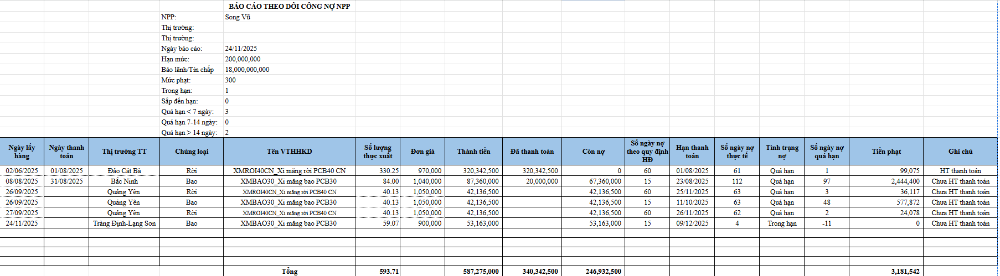 BÁO CÁO THEO DÕI CÔNG NỢ NPP
NPP: Song Vũ
Thị trường:
Thị trường:
Ngày báo cáo: 24/11/2025
Hạn mức: 200,000,000
Bảo lãnh/Tín chấp 18,000,000,000
Mức phạt: 300
Trong hạn: 1
Sắp đến hạn: 0
Quá hạn < 7 ngày: 3
Quá hạn 7-14 ngày: 0
Quá hạn > 14 ngày: 2
Ngày lấy hàng Ngày thanh toán Thị trường TT Chủng loại Tên VTHHKD Số lượng thực xuất Đơn giá Thành tiền Đã thanh toán Còn nợ Số ngày nợ theo quy định HĐ Hạn thanh toán Số ngày nợ thực tế Tình trạng nợ Số ngày nợ quá hạn Tiền phạt Ghi chú
02/06/2025 01/08/2025 Đảo Cát Bà Rời XMROI40CN_Xi măng rời PCB40 CN 330.25 970,000 320,342,500 320,342,500 0 60 01/08/2025 61 Quá hạn 1 99,075 HT thanh toán
08/08/2025 31/08/2025 Bắc Ninh Bao XMBAO30_Xi măng bao PCB30 84.00 1,040,000 87,360,000 20,000,000 67,360,000 15 23/08/2025 112 Quá hạn 97 2,444,400 Chưa HT thanh toán
26/09/2025 Quảng Yên Rời XMROI40CN_Xi măng rời PCB40 CN 40.13 1,050,000 42,136,500 42,136,500 60 25/11/2025 63 Quá hạn 3 36,117 Chưa HT thanh toán
26/09/2025 Quảng Yên Bao XMBAO30_Xi măng bao PCB30 40.13 1,050,000 42,136,500 42,136,500 15 11/10/2025 63 Quá hạn 48 577,872 Chưa HT thanh toán
27/09/2025 Quảng Yên Rời XMROI40CN_Xi măng rời PCB40 CN 40.13 1,050,000 42,136,500 42,136,500 60 26/11/2025 62 Quá hạn 2 24,078 Chưa HT thanh toán
24/11/2025 Tràng Định-Lạng Sơn Bao XMBAO30_Xi măng bao PCB30 59.07 900,000 53,163,000 53,163,000 15 09/12/2025 4 Trong hạn -11 0 Chưa HT thanh toán
Tổng 593.71 587,275,000 340,342,500 246,932,500 3,181,542